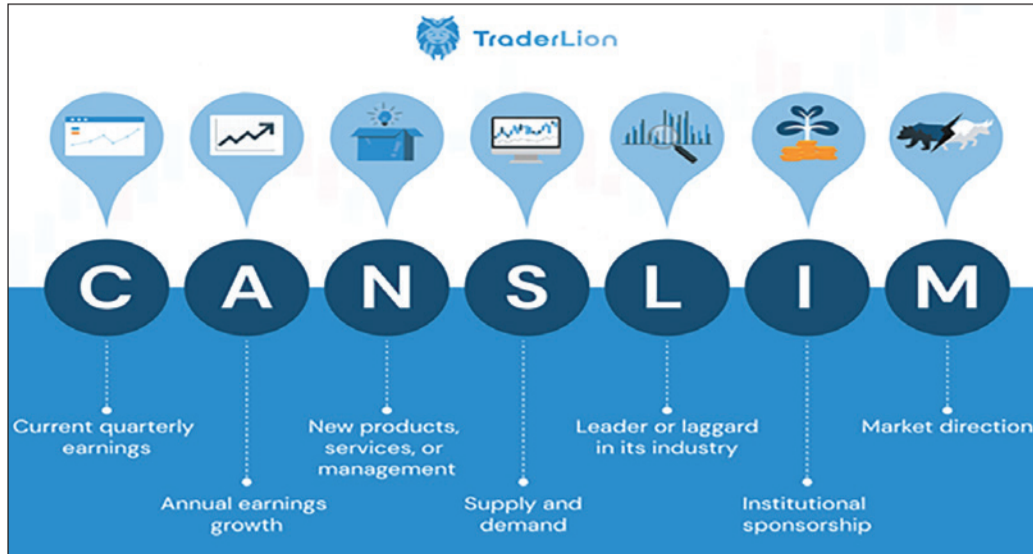 TraderLion
C
A
N
S
L
I
M
Current quarterly
earnings
Annual earnings
growth
New products,
services, or
management
Supply and
demand
Leader or laggard
in its industry
Institutional
sponsorship
Market direction